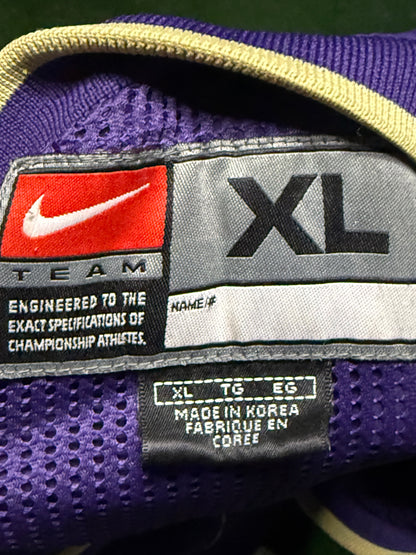 XL
TEAM
NAME/#
ENGINEERED TO THE
EXACT SPECIFICATIONS OF
CHAMPIONSHIP ATHLETES.
XL TG EG
MADE IN KOREA
FABRIQUE EN
COREE